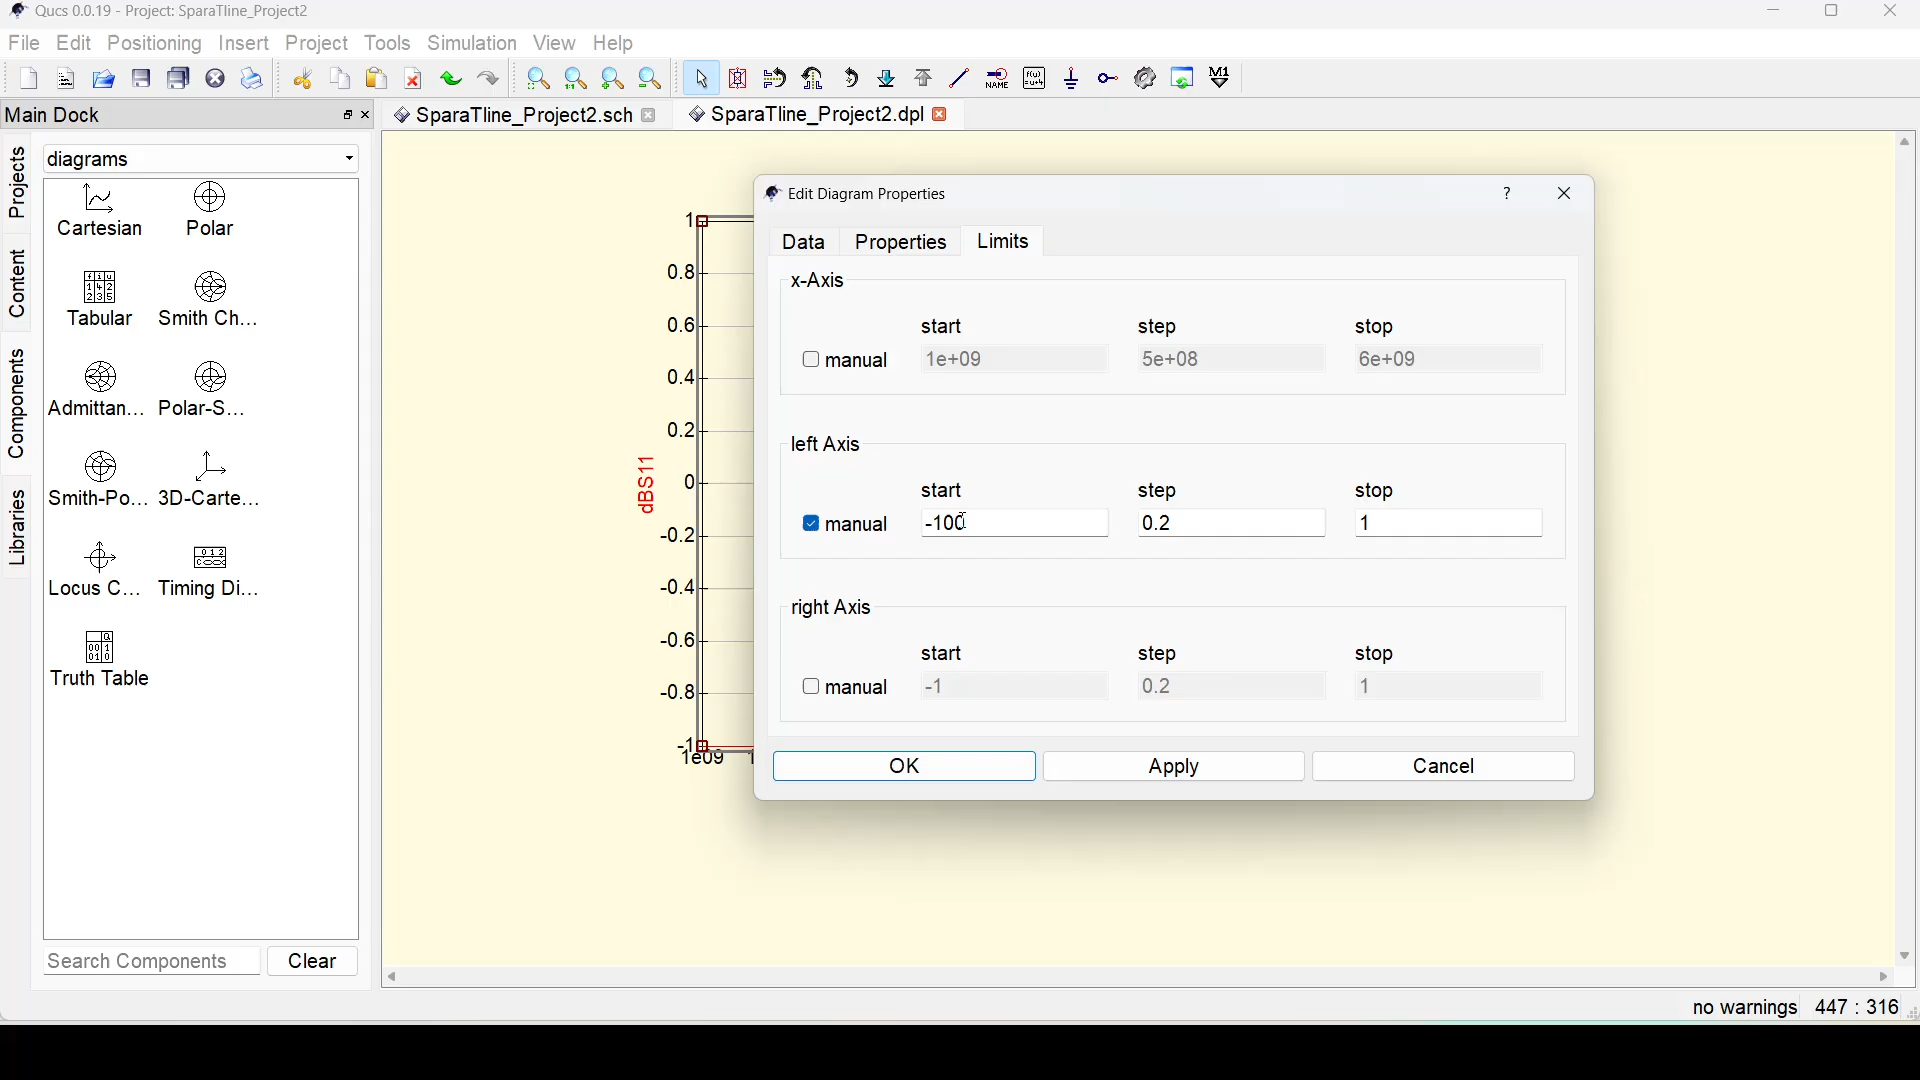 Qucs 0.0.19 - Project: SparaTline_Project2
File Edit Positioning Insert Project Tools Simulation View Help
NAME
f(u)
=u+4
M1
Main Dock
SparaTline_Project2.sch
SparaTline_Project2.dpl
Projects
Content
Components
Libraries
diagrams
Cartesian Polar
Tabular Smith Ch...
Admittan... Polar-S...
Smith-Po... 3D-Carte...
Locus C... Timing Di...
Truth Table
Search Components Clear
dBS11
1
0.8
0.6
0.4
0.2
0
-0.2
-0.4
-0.6
-0.8
-1
1e09
Edit Diagram Properties ?
Data Properties Limits
x-Axis
start step stop
manual 1e+09 5e+08 6e+09
left Axis
start step stop
manual -100 0.2 1
right Axis
start step stop
manual -1 0.2 1
OK Apply Cancel
no warnings 447 : 316